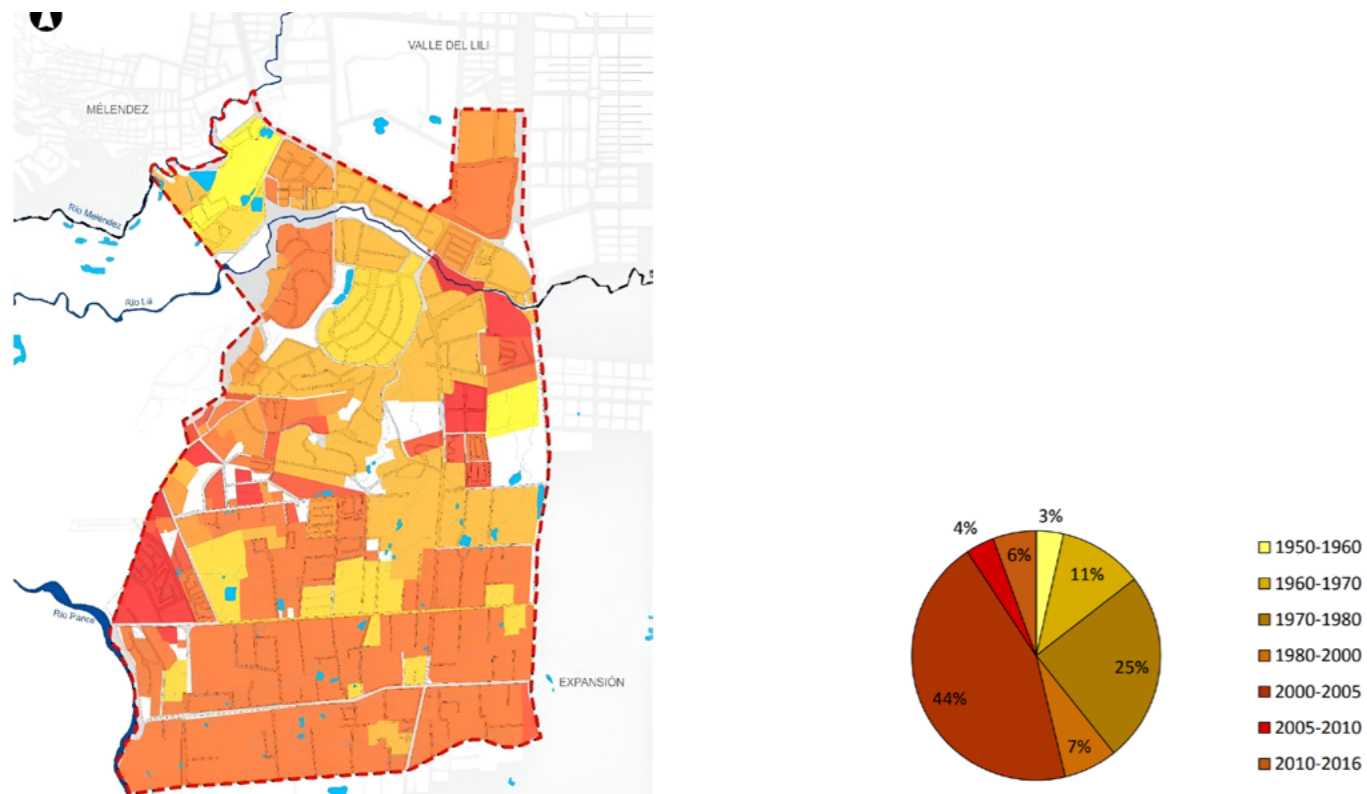 VALLE DEL LILI
MÉLENDEZ
Río Melendez
Río Lili
Río Pance
EXPANSIÓN
3%
4%
6%
11%
25%
44%
7%
1950-1960
1960-1970
1970-1980
1980-2000
2000-2005
2005-2010
2010-2016